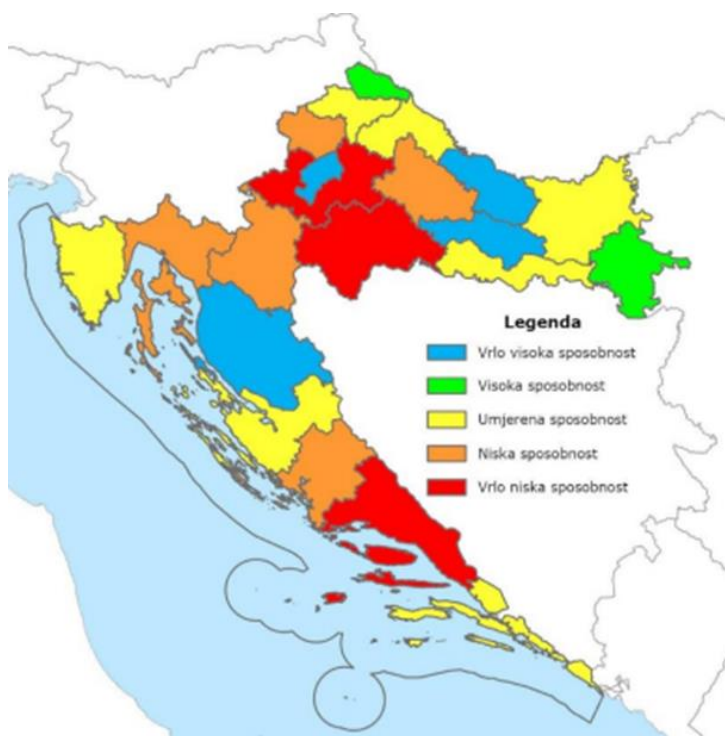 Legenda
Vrlo visoka sposobnost
Visoka sposobnost
Umjerena sposobnost
Niska sposobnost
Vrlo niska sposobnost